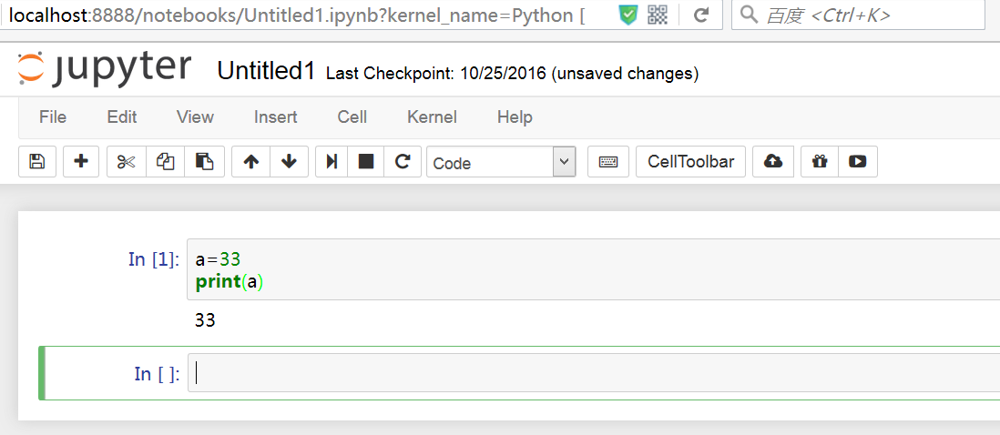 localhost:8888/notebooks/Untitled1.ipynb?kernel_name=Python [
百度 <Ctrl+K>
jupyter Untitled1 Last Checkpoint: 10/25/2016 (unsaved changes)
File Edit View Insert Cell Kernel Help
Code CellToolbar
In [1]: a=33
print(a)
33
In [ ]: